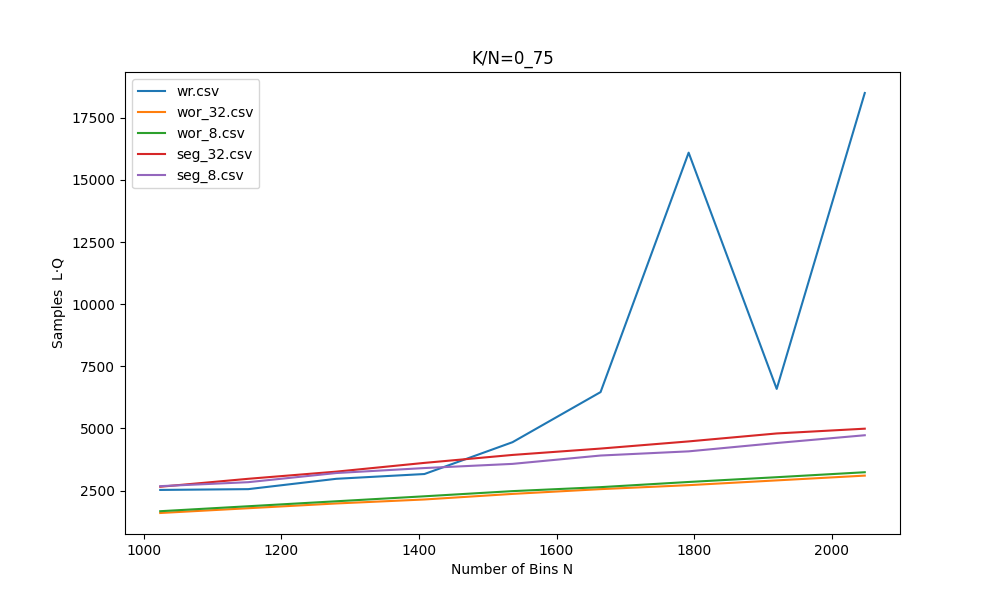 K/N=0_75
wr.csv
wor_32.csv
wor_8.csv
seg_32.csv
seg_8.csv
17500
15000
12500
10000
7500
5000
2500
Samples L·Q
1000 1200 1400 1600 1800 2000
Number of Bins N